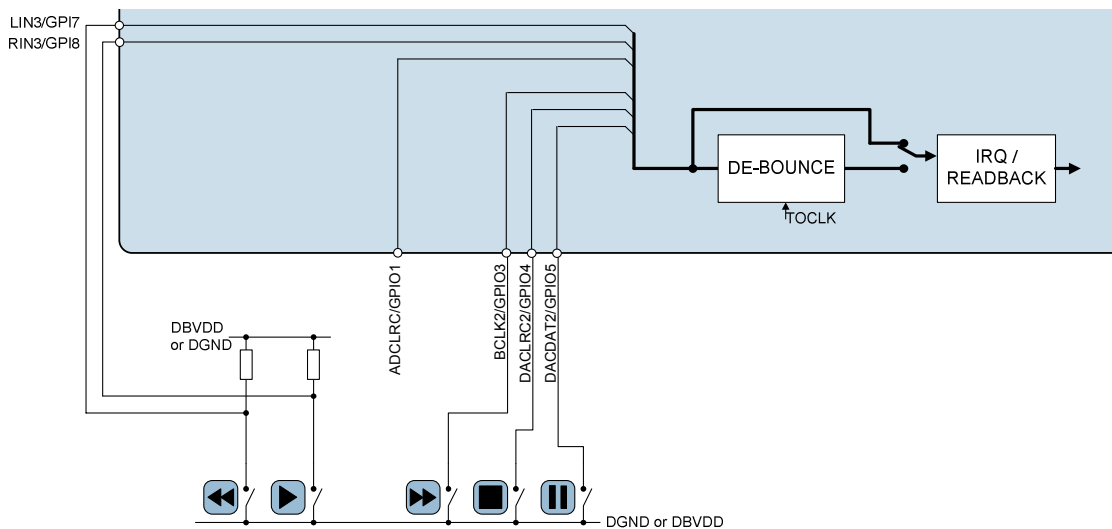 LIN3/GPI7
RIN3/GPI8
DE-BOUNCE
IRQ /
READBACK
TOCLK
ADCLRC/GPIO1
BCLK2/GPIO3
DACLRC2/GPIO4
DACDAT2/GPIO5
DBVDD
or DGND
DGND or DBVDD